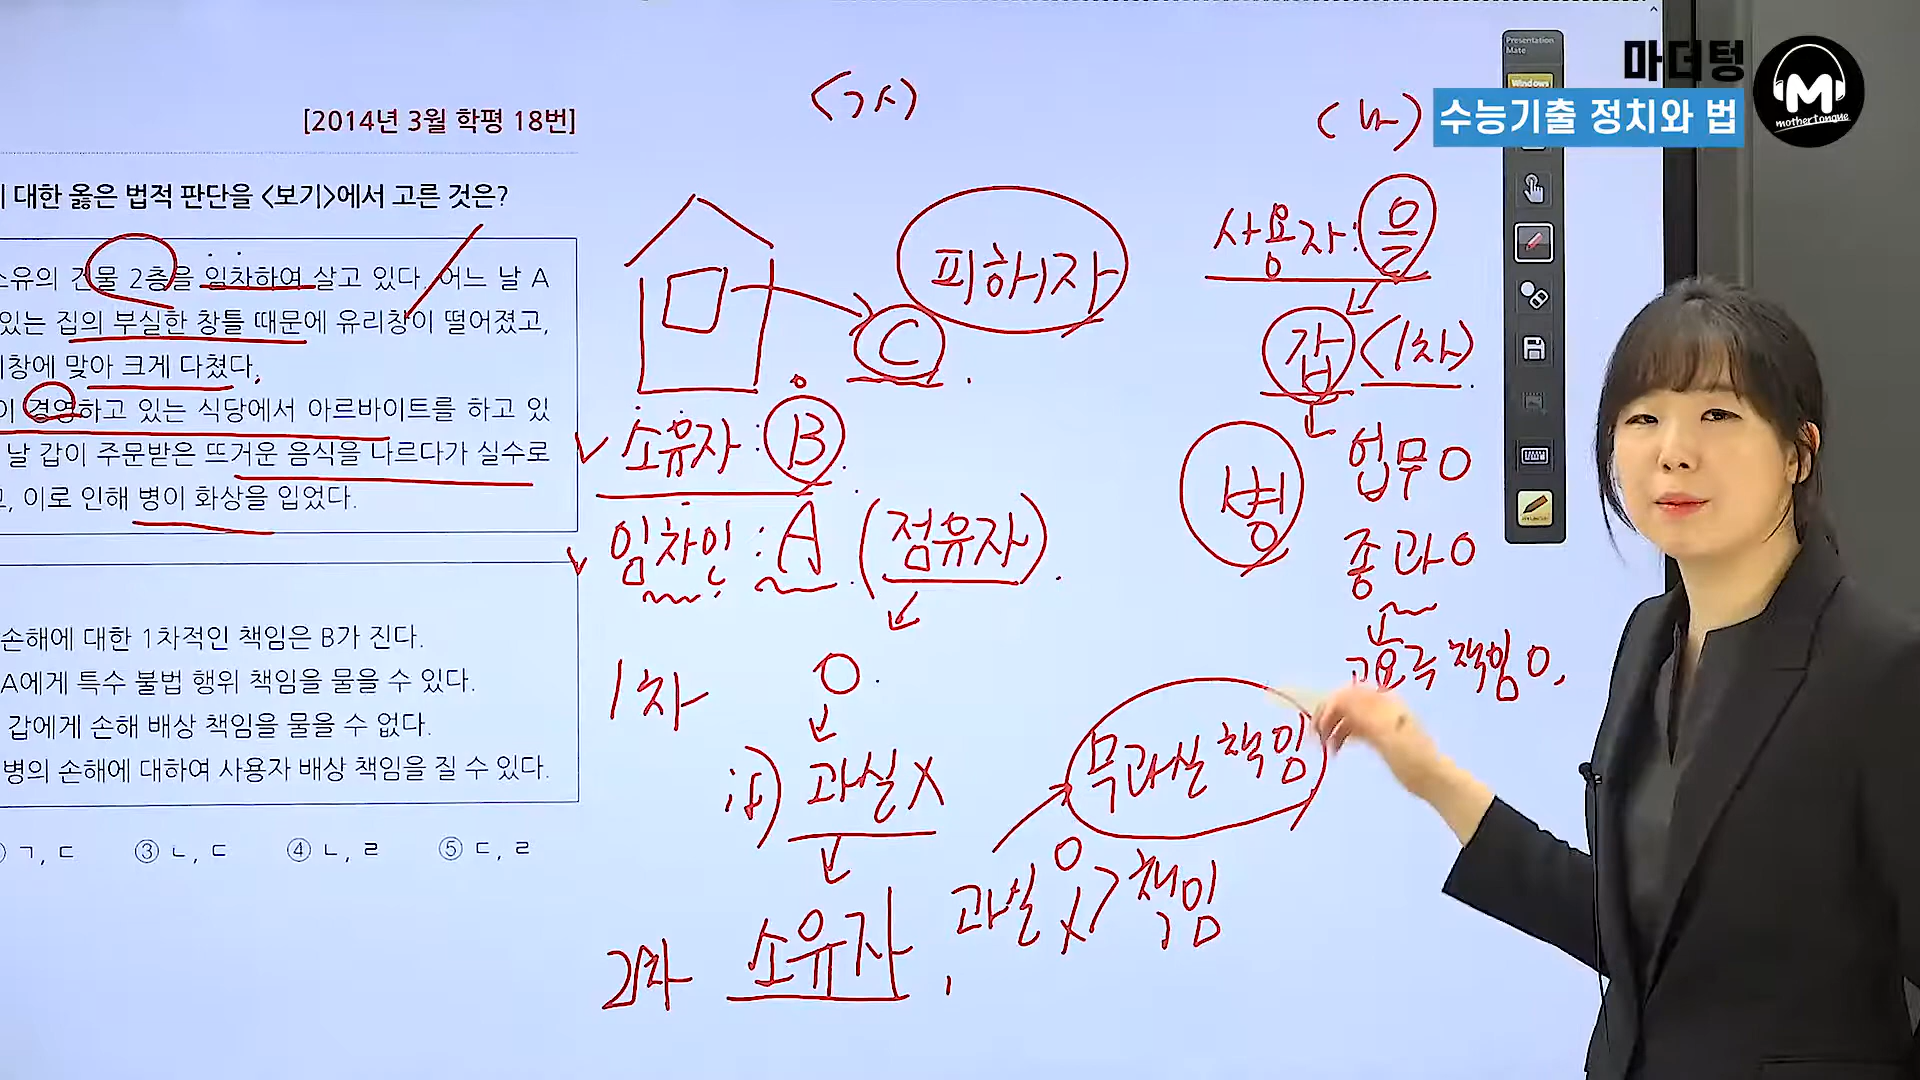 Presentation Mate
Windows
마더텅
수능기출 정치와 법
M
mothertongue
[2014년 3월 학평 18번]
대한 옳은 법적 판단을 <보기>에서 고른 것은?
소유의 건물 2층을 임차하여 살고 있다. 어느 날 A
있는 집의 부실한 창틀 때문에 유리창이 떨어졌고,
창에 맞아 크게 다쳤다.
이 경영하고 있는 식당에서 아르바이트를 하고 있
날 갑이 주문받은 뜨거운 음식을 나르다가 실수로
고, 이로 인해 병이 화상을 입었다.
손해에 대한 1차적인 책임은 B가 진다.
A에게 특수 불법 행위 책임을 물을 수 있다.
갑에게 손해 배상 책임을 물을 수 없다.
병의 손해에 대하여 사용자 배상 책임을 질 수 있다.
ㄱ, ㄷ ③ ㄴ, ㄷ ④ ㄴ, ㄹ ⑤ ㄷ, ㄹ
<가>
피해자
C
소유자 : B
임차인 : A (점유자)
1차 O
if) 과실X
2차 소유자, 과실 O X > 책임
무과실 책임
(나)
사용자 : 을
갑 (1차)
병
업무O
종과O
책임O,